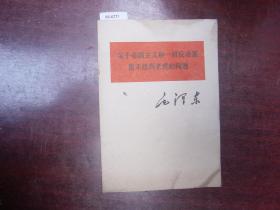 关于帝国主义和一切反动派
是不是真老虎的问题
毛泽东